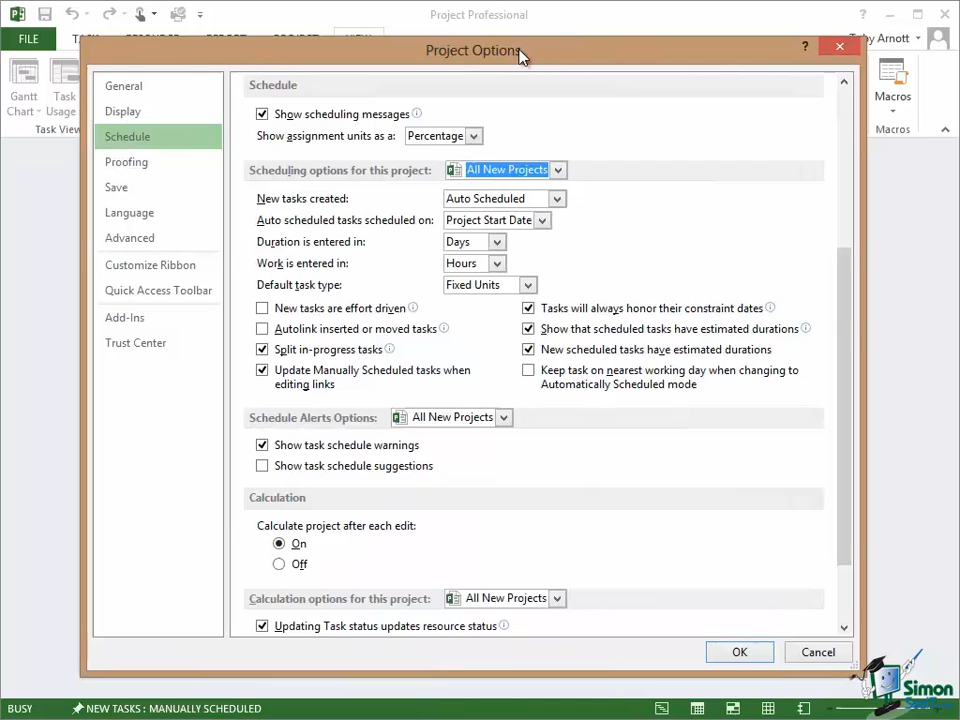 Project Professional
FILE
Toby Arnott
Project Options
?
General
Display
Schedule
Proofing
Save
Language
Advanced
Customize Ribbon
Quick Access Toolbar
Add-Ins
Trust Center
Gantt
Chart
Task
Usage
Task View
Macros
Macros
Schedule
Show scheduling messages
Show assignment units as a: Percentage
Scheduling options for this project: All New Projects
New tasks created: Auto Scheduled
Auto scheduled tasks scheduled on: Project Start Date
Duration is entered in: Days
Work is entered in: Hours
Default task type: Fixed Units
New tasks are effort driven
Autolink inserted or moved tasks
Split in-progress tasks
Update Manually Scheduled tasks when
editing links
Tasks will always honor their constraint dates
Show that scheduled tasks have estimated durations
New scheduled tasks have estimated durations
Keep task on nearest working day when changing to
Automatically Scheduled mode
Schedule Alerts Options: All New Projects
Show task schedule warnings
Show task schedule suggestions
Calculation
Calculate project after each edit:
On
Off
Calculation options for this project: All New Projects
Updating Task status updates resource status
OK
Cancel
BUSY
NEW TASKS : MANUALLY SCHEDULED
Simon